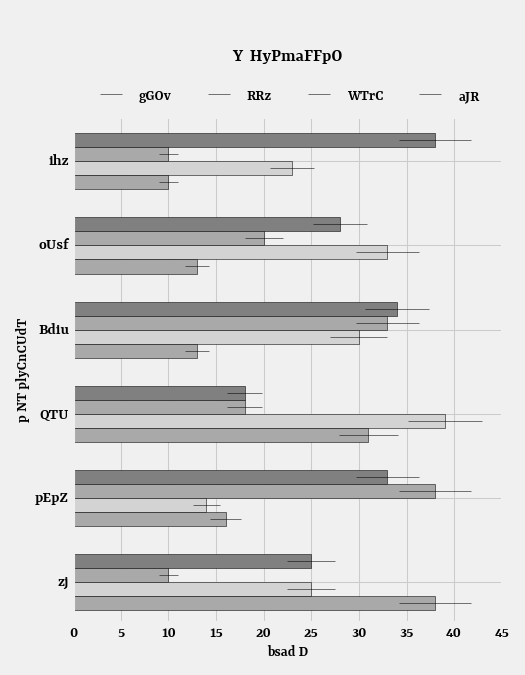 Y HyPmaFFpO
gGOv RRz WTrC aJR
ihz
oUsf
Bdiu
QTU
pEpZ
zj
p NT plyCnCUdT
0 5 10 15 20 25 30 35 40 45
bsad D